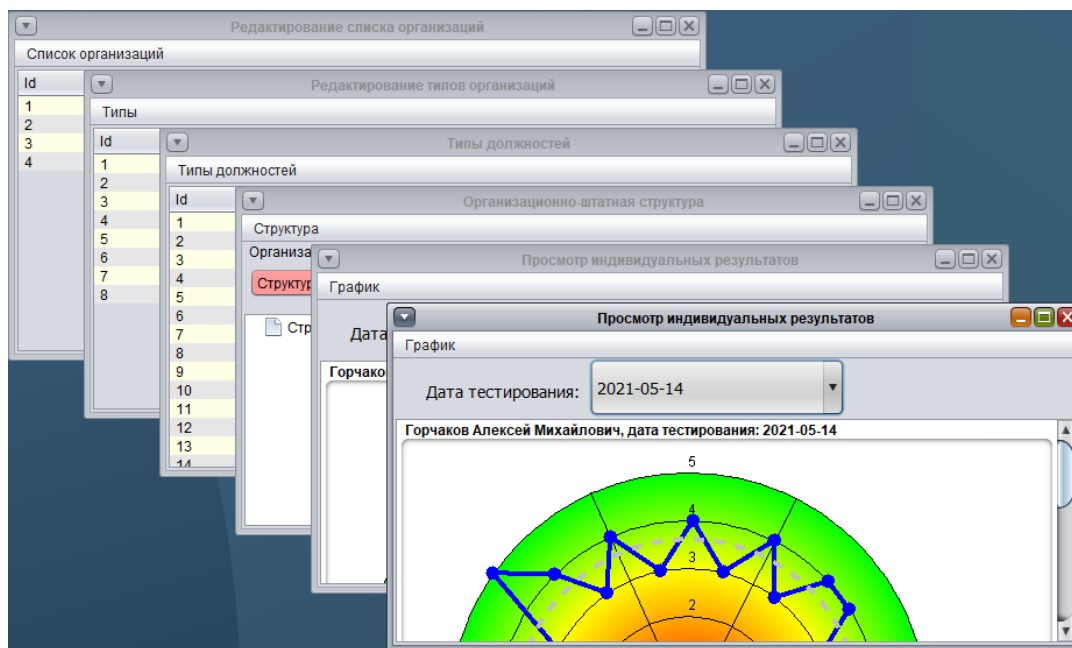 Редактирование списка организаций
Список организаций
Id
1
2
3
4
Редактирование типов организаций
Типы
Id
1
2
3
4
5
6
7
8
Типы должностей
Типы должностей
Id
1
2
3
4
5
6
7
8
9
10
11
12
13
14
Организационно-штатная структура
Структура
Организа
Структур
Стр
Просмотр индивидуальных результатов
График
Дата
Горчако
Просмотр индивидуальных результатов
График
Дата тестирования: 2021-05-14
Горчаков Алексей Михайлович, дата тестирования: 2021-05-14
5
4
3
2